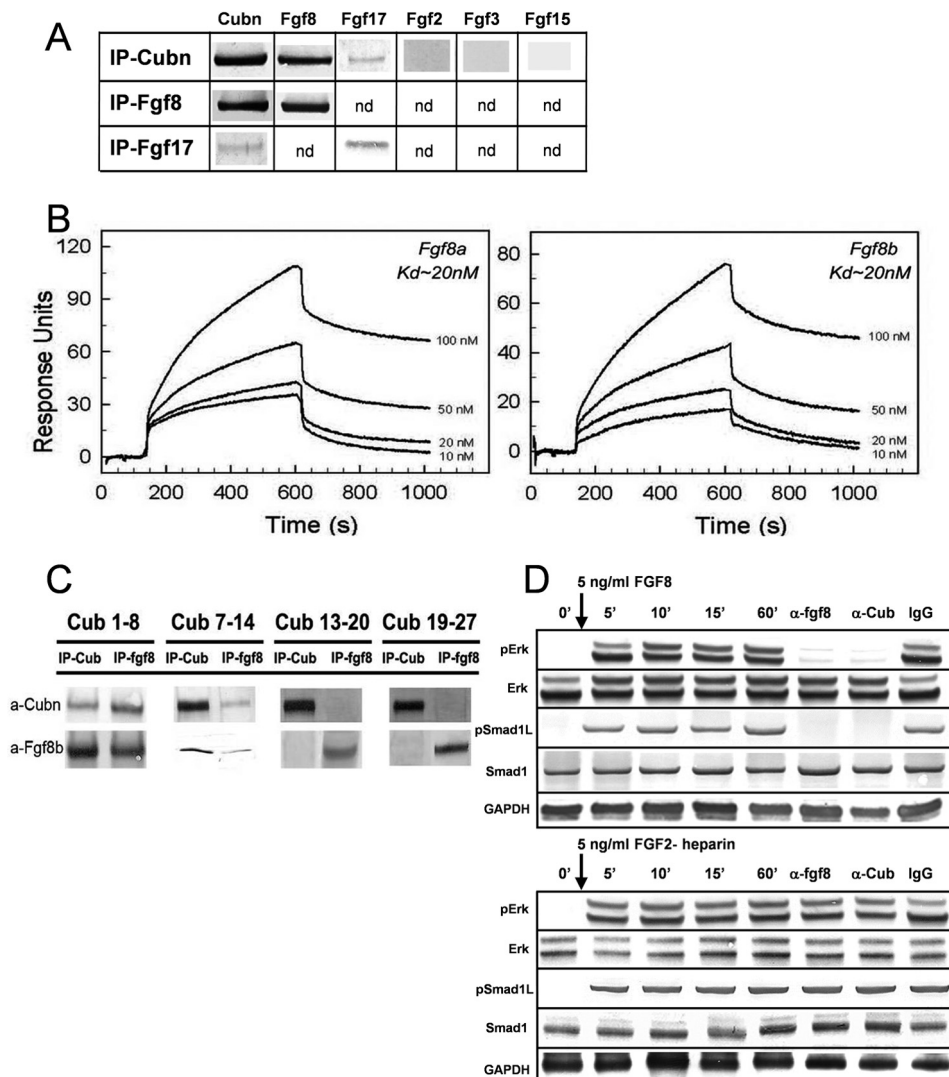 A
Cubn Fgf8 Fgf17 Fgf2 Fgf3 Fgf15
IP-Cubn
IP-Fgf8 nd nd nd nd
IP-Fgf17 nd nd nd nd
B
Response Units
120
90
60
30
0
0 200 400 600 800 1000
Time (s)
Fgf8a
Kd~20nM
100 nM
50 nM
20 nM
10 nM
80
60
40
20
0
0 200 400 600 800 1000
Time (s)
Fgf8b
Kd~20nM
100 nM
50 nM
20 nM
10 nM
C
Cub 1-8 Cub 7-14 Cub 13-20 Cub 19-27
IP-Cub IP-fgf8 IP-Cub IP-fgf8 IP-Cub IP-fgf8 IP-Cub IP-fgf8
a-Cubn
a-Fgf8b
D
5 ng/ml FGF8
0' 5' 10' 15' 60' α-fgf8 α-Cub IgG
pErk
Erk
pSmad1L
Smad1
GAPDH
5 ng/ml FGF2- heparin
0' 5' 10' 15' 60' α-fgf8 α-Cub IgG
pErk
Erk
pSmad1L
Smad1
GAPDH